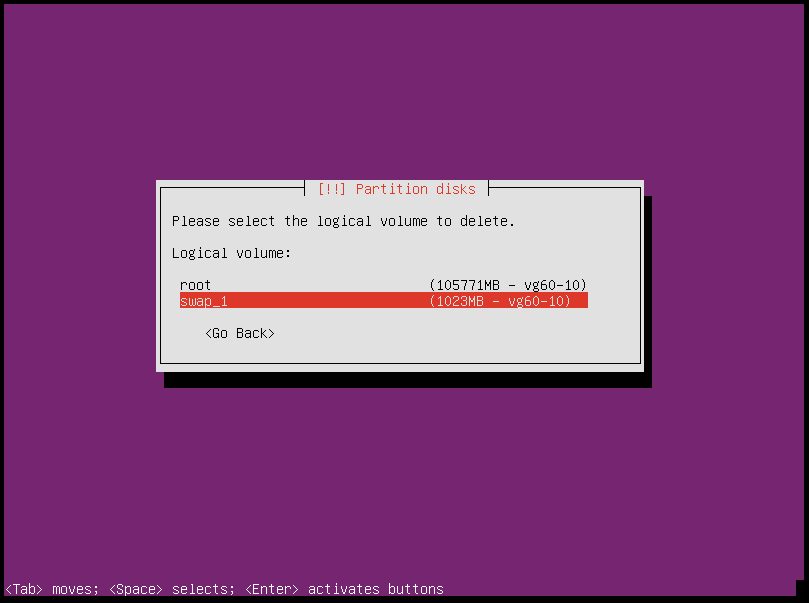 [!!] Partition disks
Please select the logical volume to delete.
Logical volume:
root (105771MB - vg60-10)
swap_1 (1023MB - vg60-10)
<Go Back>
<Tab> moves; <Space> selects; <Enter> activates buttons